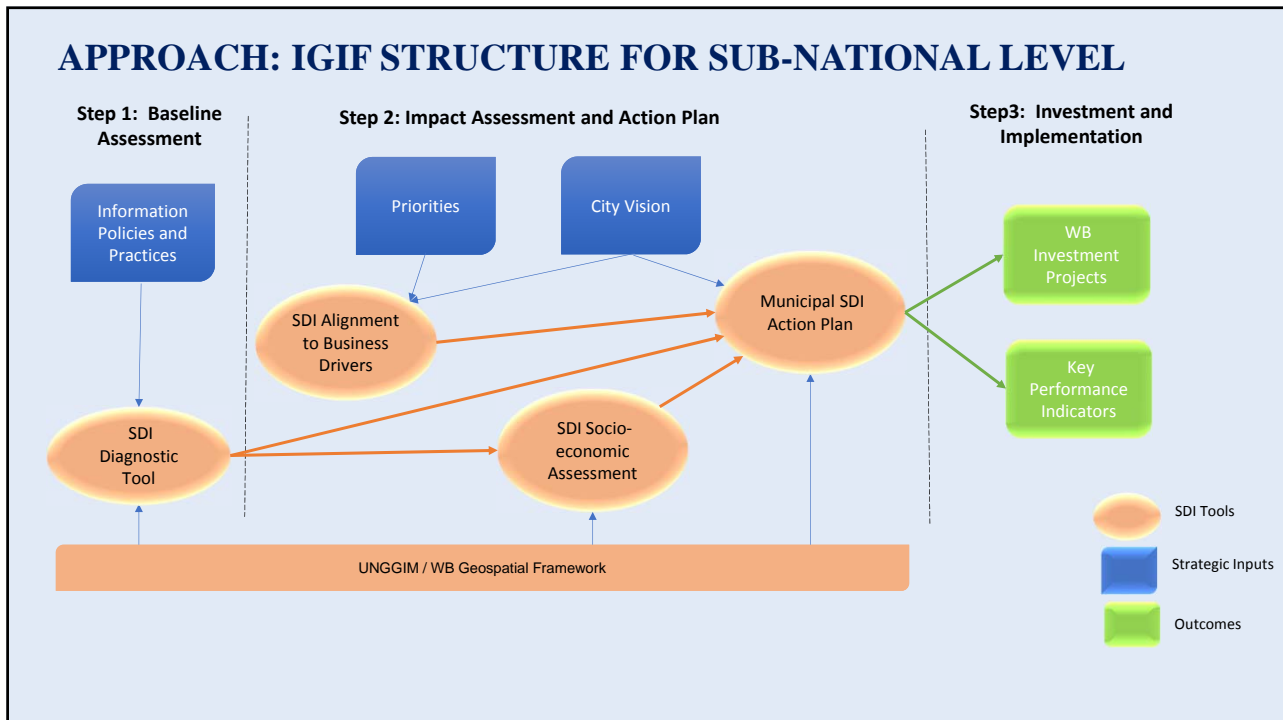 APPROACH: IGIF STRUCTURE FOR SUB-NATIONAL LEVEL
Step 1: Baseline
Assessment
Step 2: Impact Assessment and Action Plan
Step3: Investment and
Implementation
Information
Policies and
Practices
Priorities
City Vision
WB
Investment
Projects
SDI Alignment
to Business
Drivers
Municipal SDI
Action Plan
Key
Performance
Indicators
SDI
Diagnostic
Tool
SDI Socio-
economic
Assessment
UNGGIM / WB Geospatial Framework
SDI Tools
Strategic Inputs
Outcomes